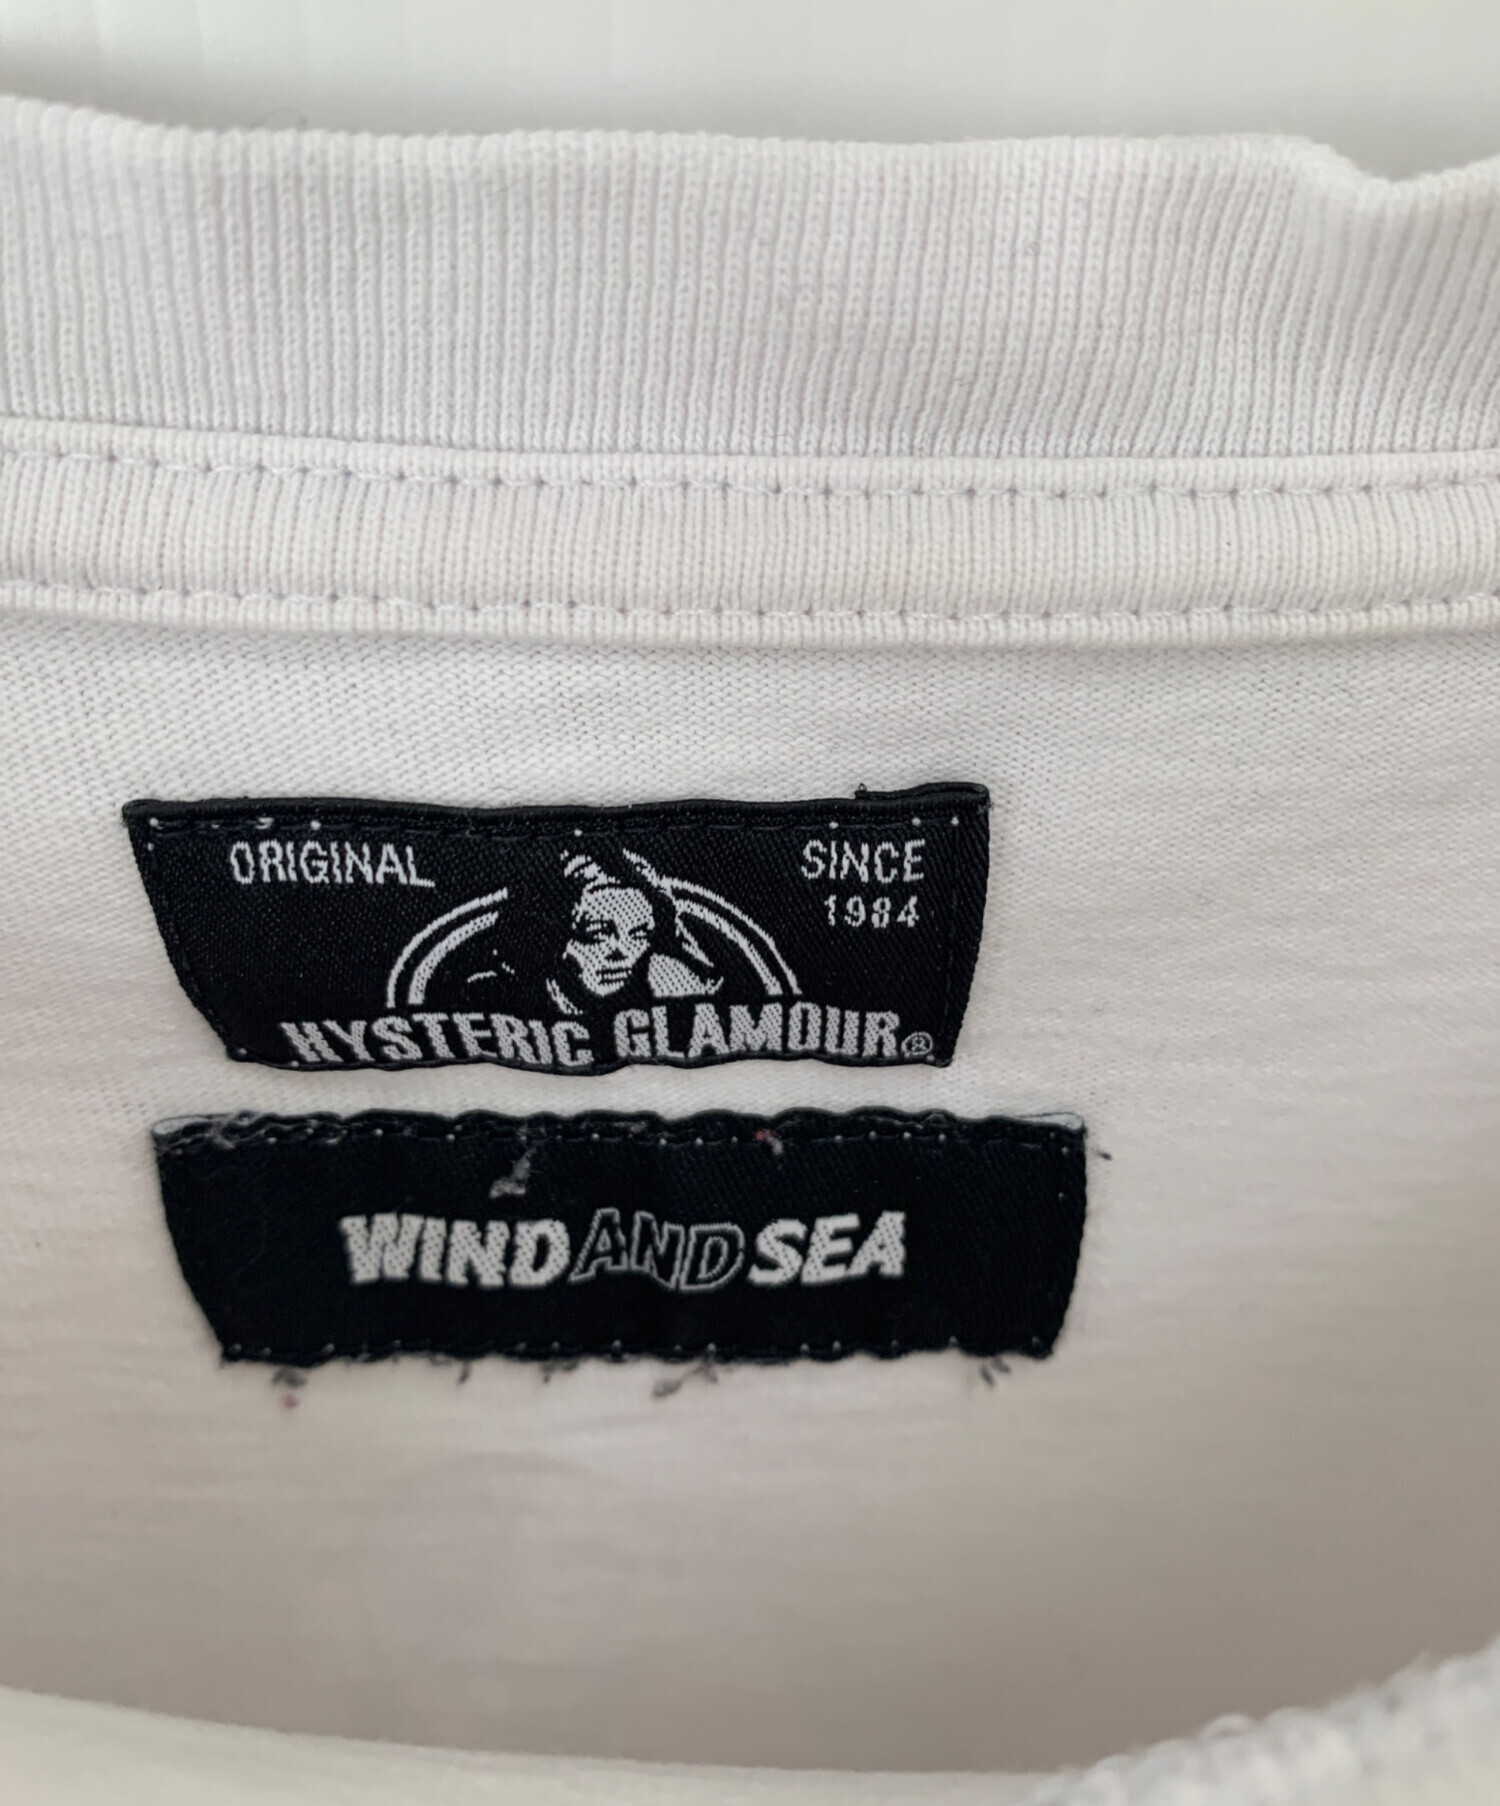 ORIGINAL
SINCE
1984
HYSTERIC GLAMOUR®
WINDANDSEA